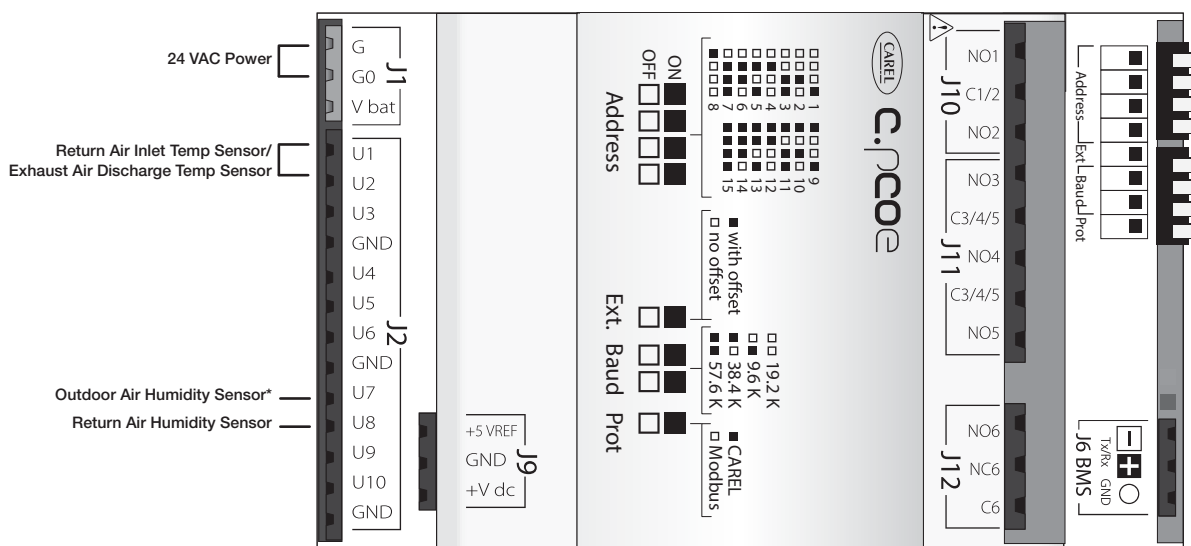 24 VAC Power
Return Air Inlet Temp Sensor/
Exhaust Air Discharge Temp Sensor
Outdoor Air Humidity Sensor*
Return Air Humidity Sensor
G
G0
V bat
J1
U1
U2
U3
GND
U4
U5
U6
GND
U7
U8
U9
U10
GND
J2
+5 VREF
GND
+V dc
J9
OFF
ON
Address
1
2
3
4
5
6
7
8
9
10
11
12
13
14
15
no offset
with offset
Ext.
19.2 K
9.6 K
38.4 K
57.6 K
Baud
CAREL
Modbus
Prot
CAREL
c.pcoe
NO1
C1/2
NO2
J10
NO3
C3/4/5
NO4
C3/4/5
NO5
J11
NO6
NC6
C6
J12
Address
Ext
Baud
Prot
Tx/Rx GND
J6 BMS